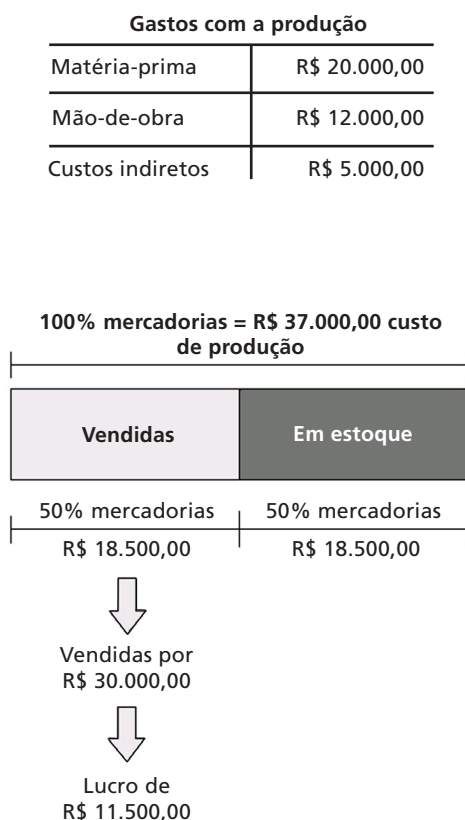 Gastos com a produção
Matéria-prima R$ 20.000,00
Mão-de-obra R$ 12.000,00
Custos indiretos R$ 5.000,00
100% mercadorias = R$ 37.000,00 custo
de produção
Vendidas Em estoque
50% mercadorias 50% mercadorias
R$ 18.500,00 R$ 18.500,00
Vendidas por
R$ 30.000,00
Lucro de
R$ 11.500,00